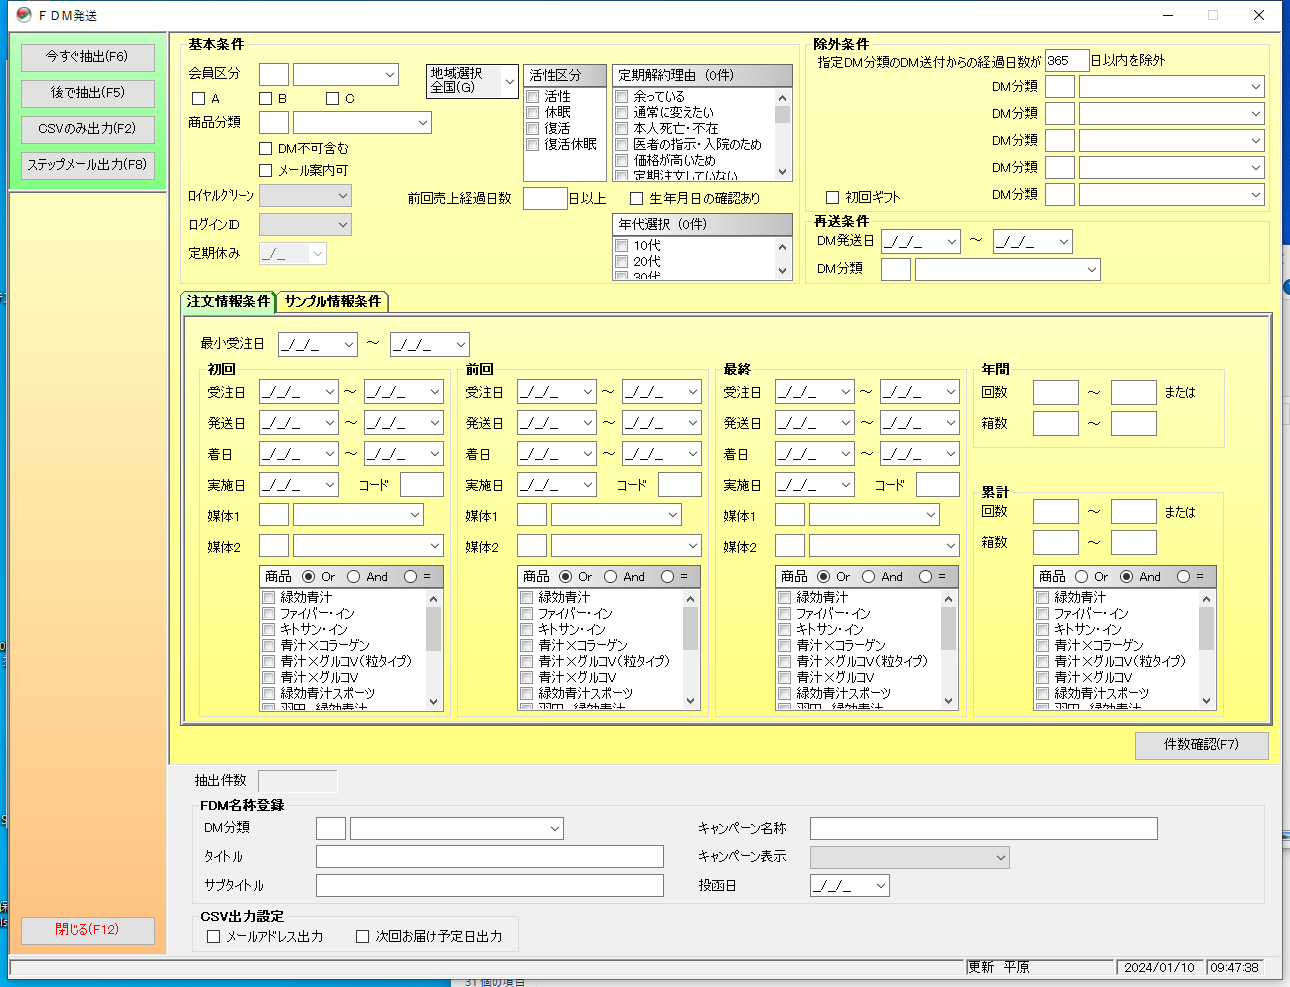 ＦＤＭ発送
今すぐ抽出(F6)
後で抽出(F5)
CSVのみ出力(F2)
ステップメール出力(F8)
閉じる(F12)
基本条件
会員区分
A B C
商品分類
DM不可含む
メール案内可
ロイヤルクリーン
ログインID
定期休み _/_
地域選択
全国(G)
活性区分
活性
休眠
復活
復活休眠
定期解約理由（0件）
余っている
通常に変えたい
本人死亡・不在
医者の指示・入院のため
価格が高いため
定期注文していない
前回売上経過日数 日以上
生年月日の確認あり
年代選択（0件）
10代
20代
30代
除外条件
指定DM分類のDM送付からの経過日数が 365 日以内を除外
DM分類
DM分類
DM分類
DM分類
DM分類
初回ギフト
再送条件
DM発送日 _/_/_ ～ _/_/_
DM分類
注文情報条件 サンプル情報条件
最小受注日 _/_/_ ～ _/_/_
初回
受注日 _/_/_ ～ _/_/_
発送日 _/_/_ ～ _/_/_
着日 _/_/_ ～ _/_/_
実施日 _/_/_ コード
媒体1
媒体2
商品 Or And =
緑効青汁
ファイバー・イン
キトサン・イン
青汁×コラーゲン
青汁×グルコV(粒タイプ)
青汁×グルコV
緑効青汁スポーツ
羽田 緑効青汁
前回
受注日 _/_/_ ～ _/_/_
発送日 _/_/_ ～ _/_/_
着日 _/_/_ ～ _/_/_
実施日 _/_/_ コード
媒体1
媒体2
商品 Or And =
緑効青汁
ファイバー・イン
キトサン・イン
青汁×コラーゲン
青汁×グルコV(粒タイプ)
青汁×グルコV
緑効青汁スポーツ
羽田 緑効青汁
最終
受注日 _/_/_ ～ _/_/_
発送日 _/_/_ ～ _/_/_
着日 _/_/_ ～ _/_/_
実施日 _/_/_ コード
媒体1
媒体2
商品 Or And =
緑効青汁
ファイバー・イン
キトサン・イン
青汁×コラーゲン
青汁×グルコV(粒タイプ)
青汁×グルコV
緑効青汁スポーツ
羽田 緑効青汁
年間
回数 ～ または
箱数 ～
累計
回数 ～ または
箱数 ～
商品 Or And =
緑効青汁
ファイバー・イン
キトサン・イン
青汁×コラーゲン
青汁×グルコV(粒タイプ)
青汁×グルコV
緑効青汁スポーツ
羽田 緑効青汁
件数確認(F7)
抽出件数
FDM名称登録
DM分類
タイトル
サブタイトル
キャンペーン名称
キャンペーン表示
投函日 _/_/_
CSV出力設定
メールアドレス出力 次回お届け予定日出力
更新 平原 2024/01/10 09:47:38
31 個の項目